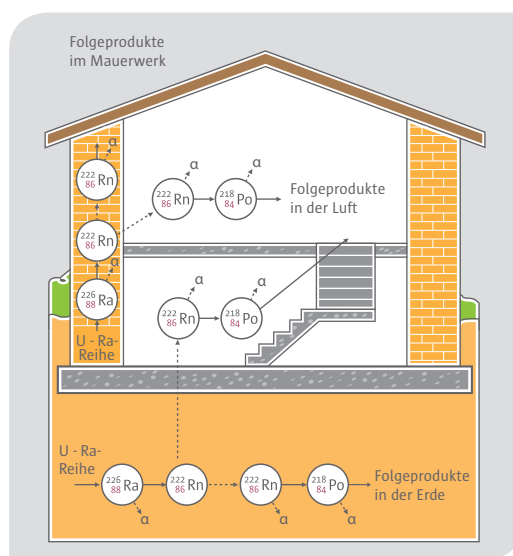 Folgeprodukte
im Mauerwerk
α
222
86 Rn
α
α
222
86 Rn
218
84 Po
Folgeprodukte
in der Luft
222
86 Rn
α
226
88 Ra
α
α
222
86 Rn
218
84 Po
U - Ra-
Reihe
U - Ra-
Reihe
226
88 Ra
222
86 Rn
222
86 Rn
218
84 Po
Folgeprodukte
in der Erde
α
α
α